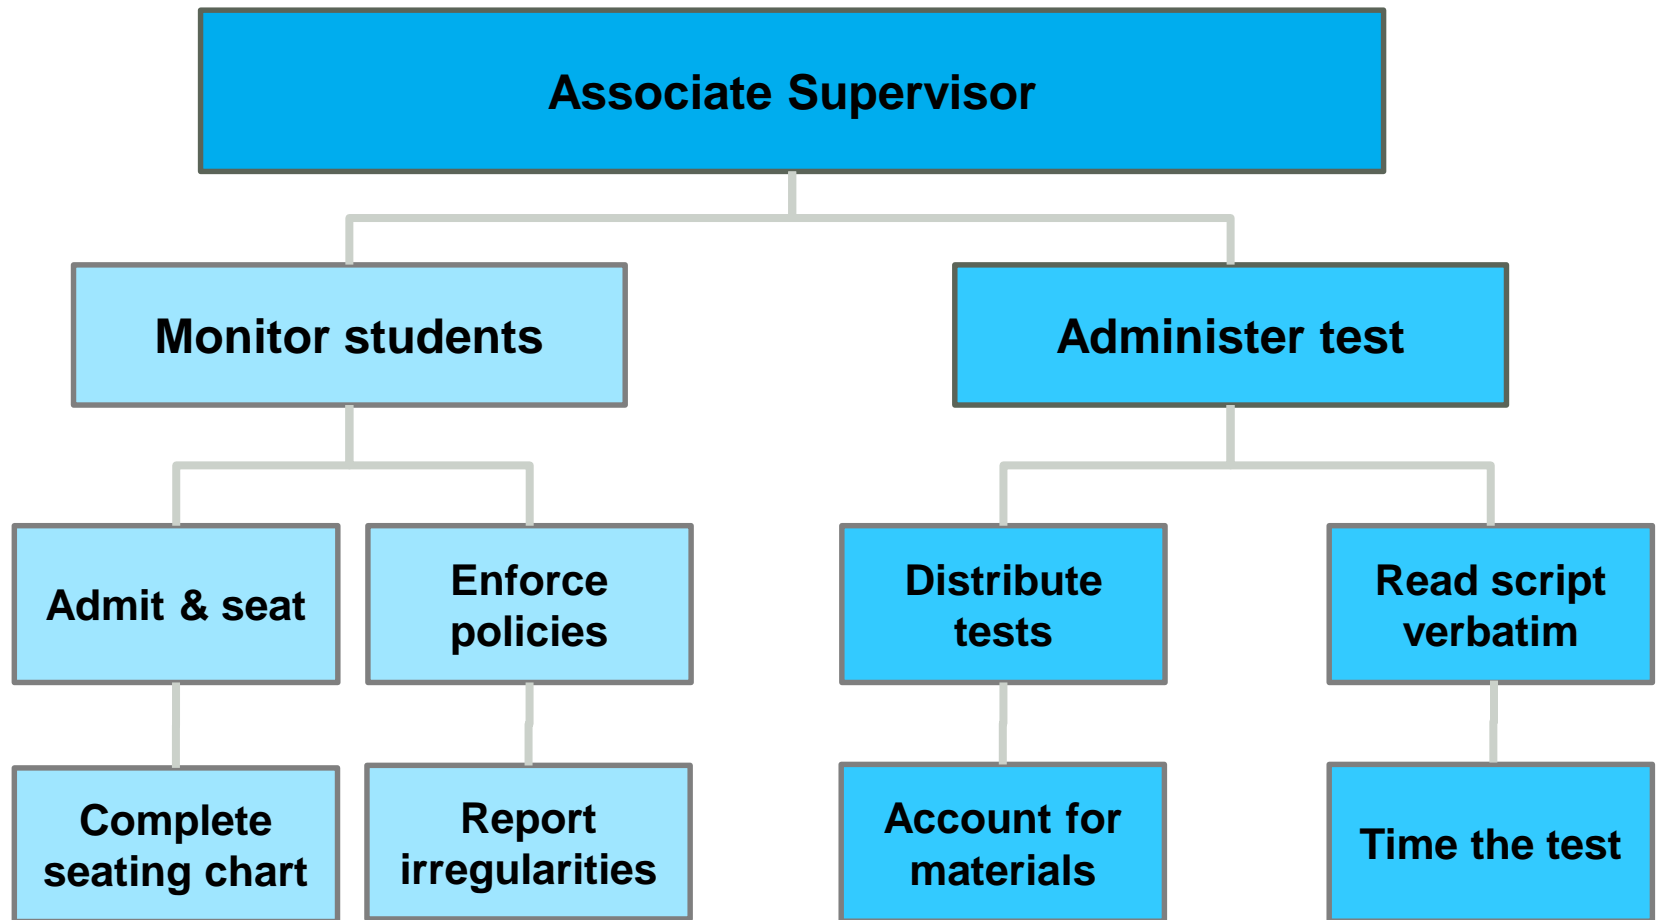 Associate Supervisor
Monitor students
Administer test
Admit & seat
Enforce
policies
Distribute
tests
Read script
verbatim
Complete
seating chart
Report
irregularities
Account for
materials
Time the test